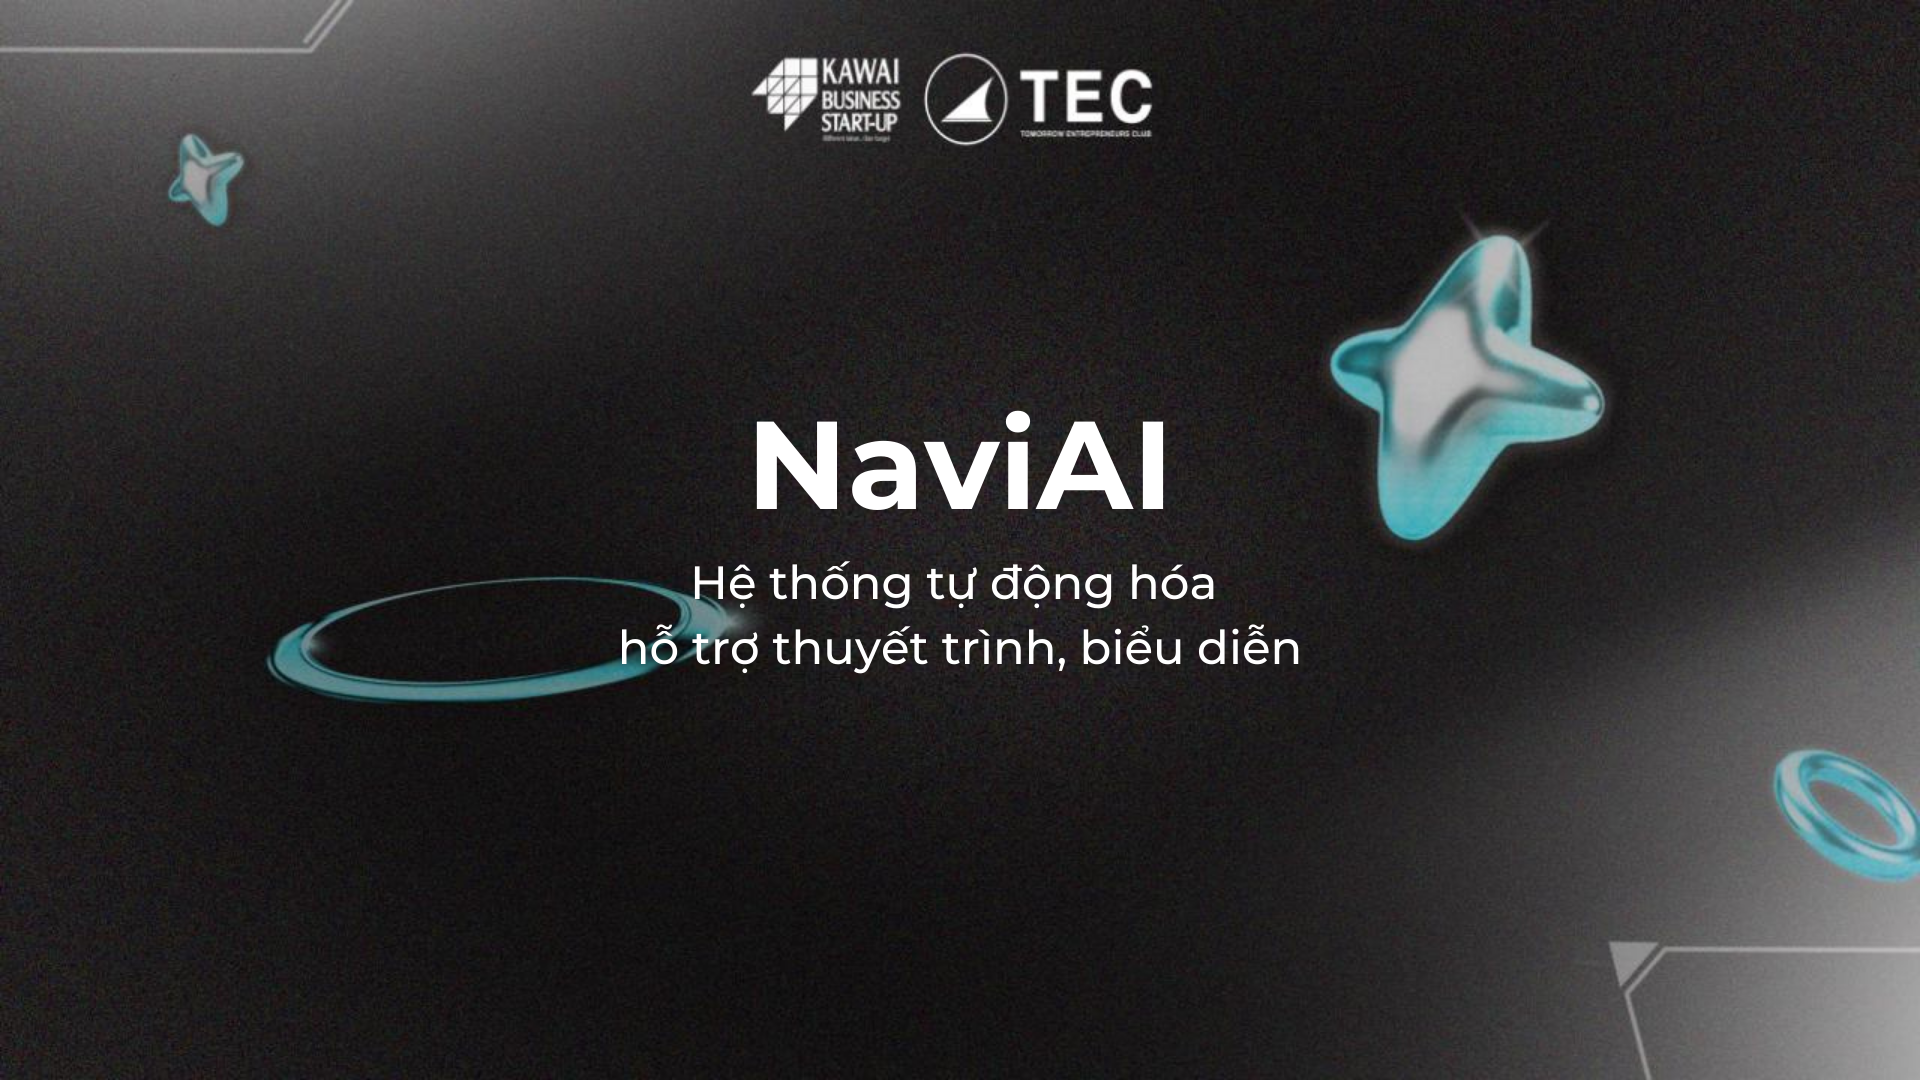 KAWAI
BUSINESS
START-UP
TEC
TOMORROW ENTREPRENEURS CLUB
NaviAI
Hệ thống tự động hóa
hỗ trợ thuyết trình, biểu diễn